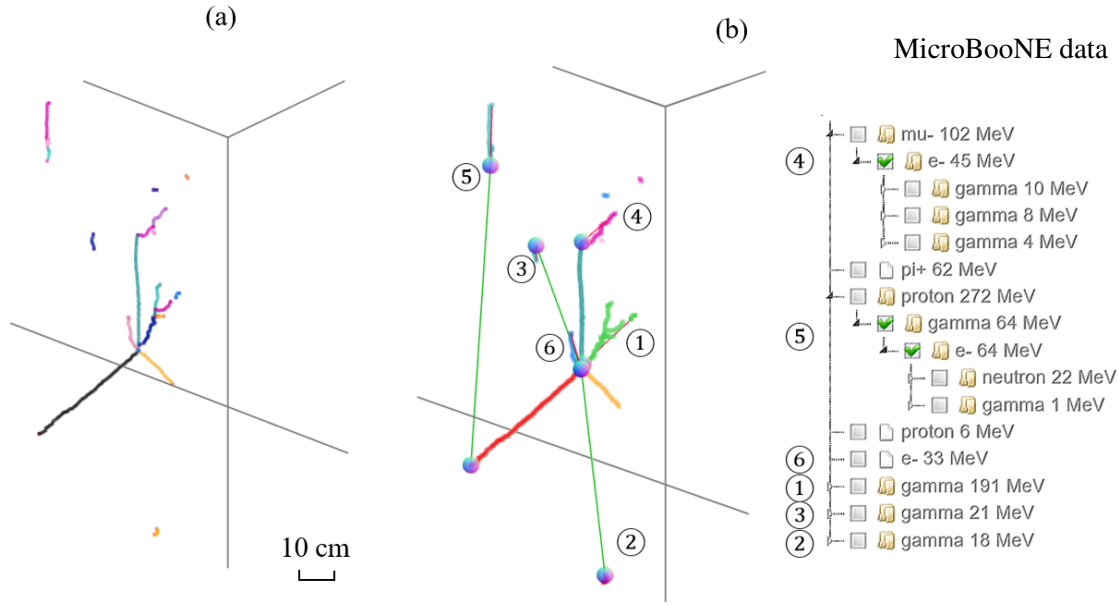 (a)
(b)
MicroBooNE data
⑤
④
③
⑥
①
②
10 cm
mu- 102 MeV
④ e- 45 MeV
gamma 10 MeV
gamma 8 MeV
gamma 4 MeV
pi+ 62 MeV
proton 272 MeV
⑤ gamma 64 MeV
e- 64 MeV
neutron 22 MeV
gamma 1 MeV
proton 6 MeV
⑥ e- 33 MeV
① gamma 191 MeV
③ gamma 21 MeV
② gamma 18 MeV